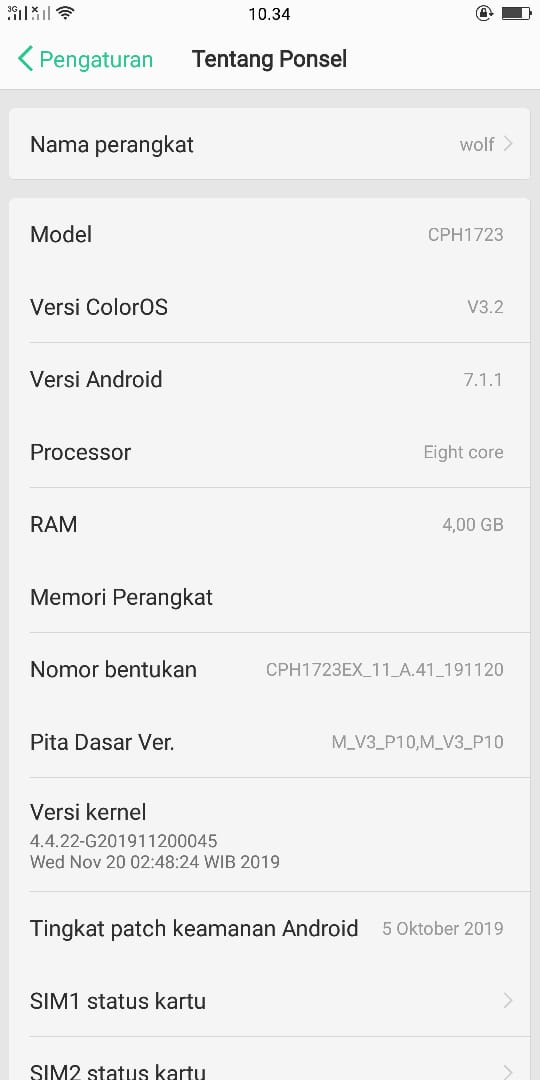 3G
10.34
Pengaturan
Tentang Ponsel
Nama perangkat
wolf
Model
CPH1723
Versi ColorOS
V3.2
Versi Android
7.1.1
Processor
Eight core
RAM
4,00 GB
Memori Perangkat
Nomor bentukan
CPH1723EX_11_A.41_191120
Pita Dasar Ver.
M_V3_P10,M_V3_P10
Versi kernel
4.4.22-G201911200045
Wed Nov 20 02:48:24 WIB 2019
Tingkat patch keamanan Android
5 Oktober 2019
SIM1 status kartu
SIM2 status kartu